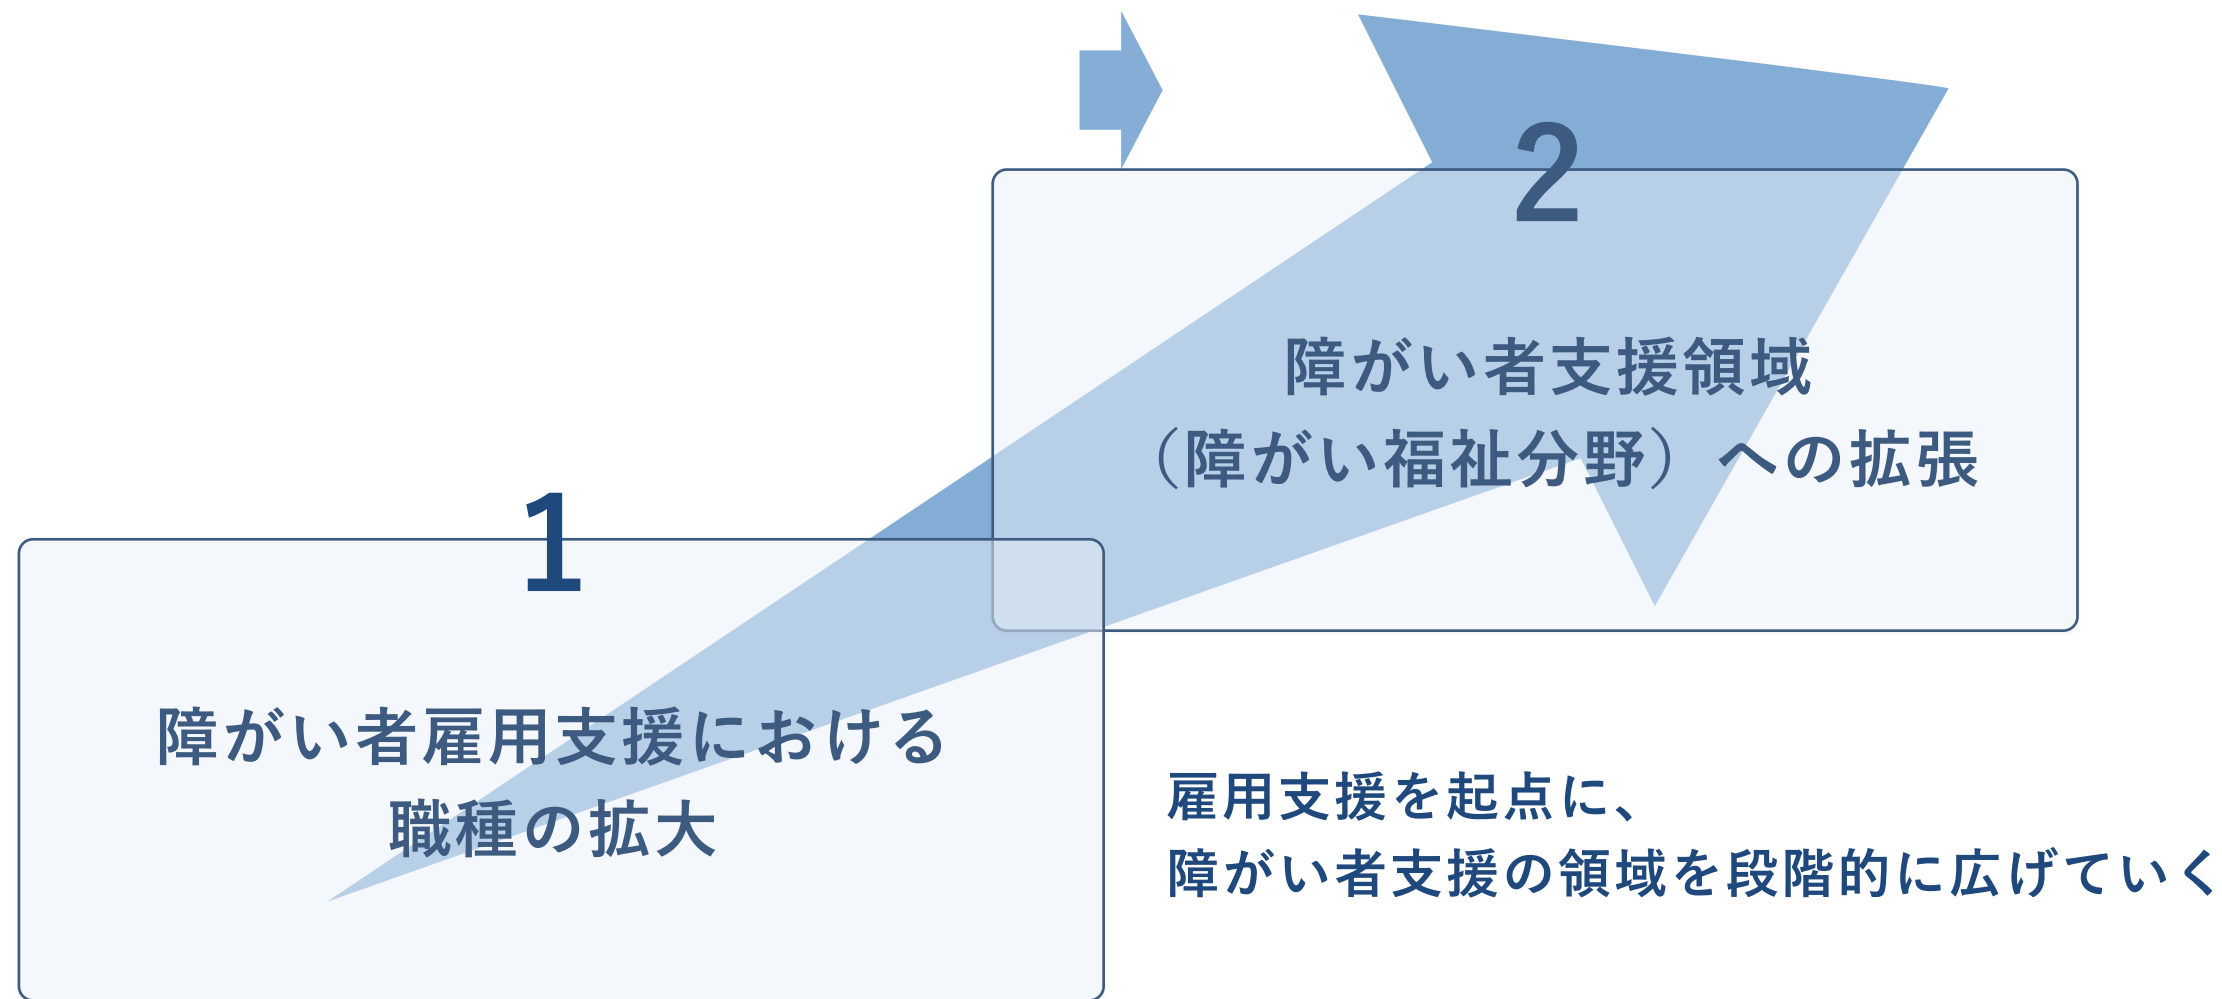 1
障がい者雇用支援における
職種の拡大
2
障がい者支援領域
（障がい福祉分野）への拡張
雇用支援を起点に、
障がい者支援の領域を段階的に広げていく